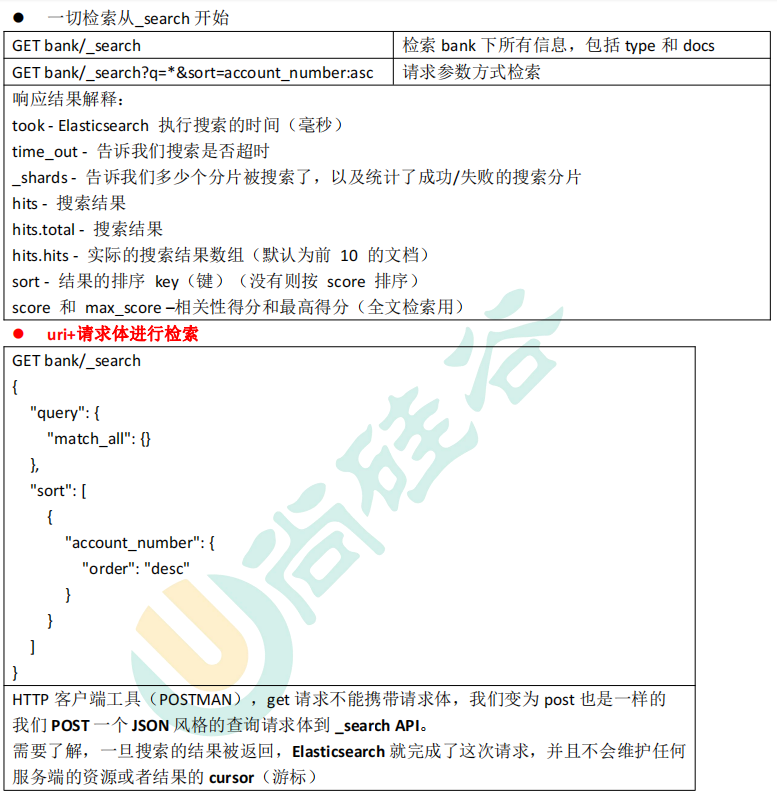 ● 一切检索从_search 开始
GET bank/_search 检索 bank 下所有信息，包括 type 和 docs
GET bank/_search?q=*&sort=account_number:asc 请求参数方式检索
响应结果解释：
took - Elasticsearch 执行搜索的时间（毫秒）
time_out - 告诉我们搜索是否超时
_shards - 告诉我们多少个分片被搜索了，以及统计了成功/失败的搜索分片
hits - 搜索结果
hits.total - 搜索结果
hits.hits - 实际的搜索结果数组（默认为前 10 的文档）
sort - 结果的排序 key（键）（没有则按 score 排序）
score 和 max_score –相关性得分和最高得分（全文检索用）
● uri+请求体进行检索
GET bank/_search
{
"query": {
"match_all": {}
},
"sort": [
{
"account_number": {
"order": "desc"
}
}
]
}
HTTP 客户端工具（POSTMAN），get 请求不能携带请求体，我们变为 post 也是一样的
我们 POST 一个 JSON 风格的查询请求体到 _search API。
需要了解，一旦搜索的结果被返回，Elasticsearch 就完成了这次请求，并且不会维护任何
服务端的资源或者结果的 cursor（游标）
尚硅谷